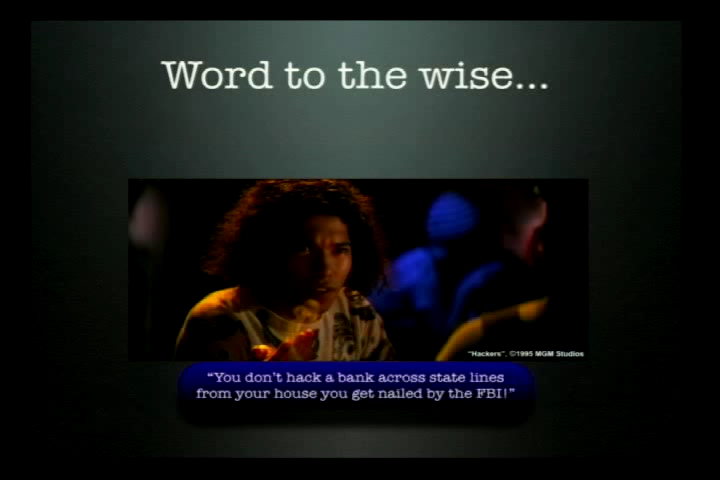 Word to the wise...
"Hackers", ©1995 MGM Studios
“You don't hack a bank across state lines
from your house you get nailed by the FBI!”